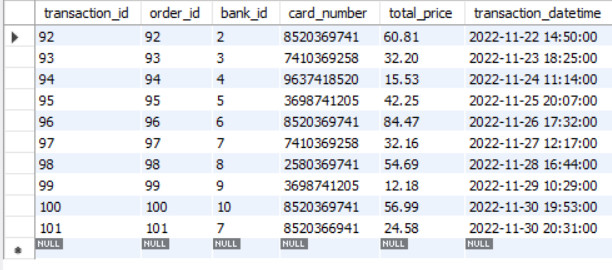 transaction_id order_id bank_id card_number total_price transaction_datetime
92 92 2 8520369741 60.81 2022-11-22 14:50:00
93 93 3 7410369258 32.20 2022-11-23 18:25:00
94 94 4 9637418520 15.53 2022-11-24 11:14:00
95 95 5 3698741205 42.25 2022-11-25 20:07:00
96 96 6 8520369741 84.47 2022-11-26 17:32:00
97 97 7 7410369258 32.16 2022-11-27 12:17:00
98 98 8 2580369741 54.69 2022-11-28 16:44:00
99 99 9 3698741205 12.18 2022-11-29 10:29:00
100 100 10 8520369741 56.99 2022-11-30 19:53:00
101 101 7 8520366941 24.58 2022-11-30 20:31:00
NULL NULL NULL NULL NULL NULL